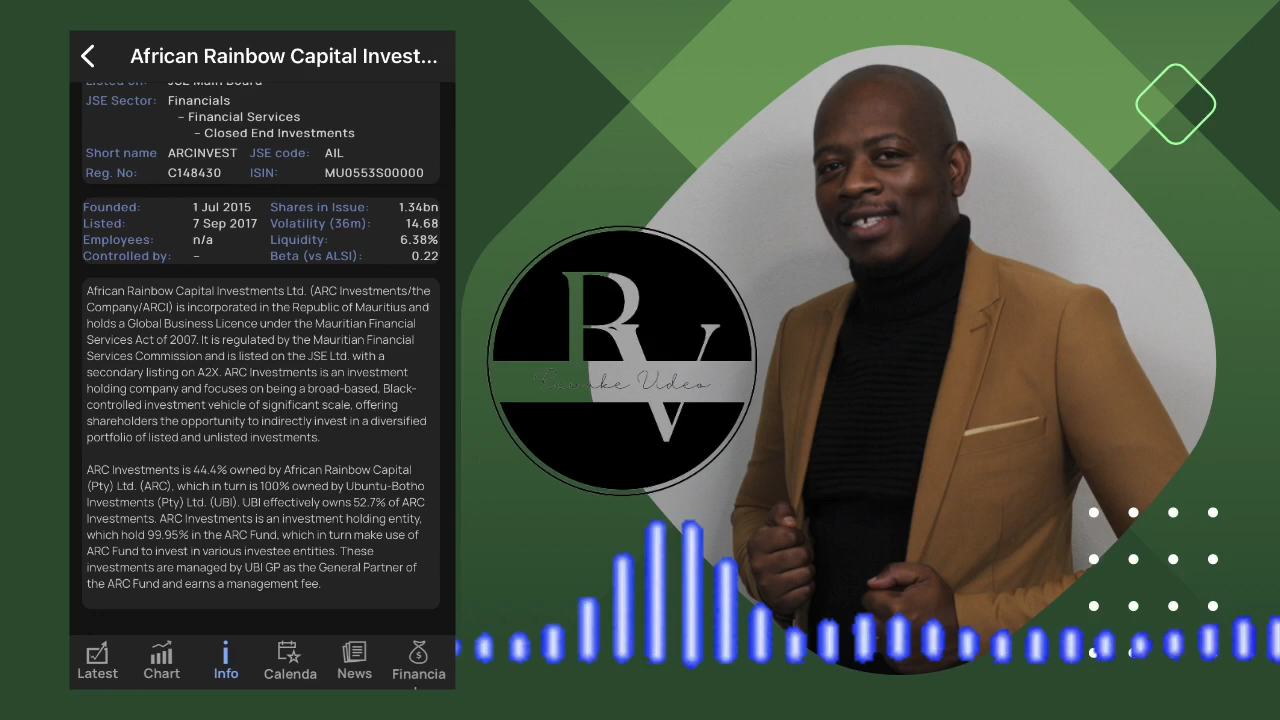 African Rainbow Capital Invest...
Listed on: JSE Main Board
JSE Sector: Financials
– Financial Services
– Closed End Investments
Short name ARCINVEST JSE code: AIL
Reg. No: C148430 ISIN: MU0553S00000
Founded: 1 Jul 2015 Shares in Issue: 1.34bn
Listed: 7 Sep 2017 Volatility (36m): 14.68
Employees: n/a Liquidity: 6.38%
Controlled by: – Beta (vs ALSI): 0.22
African Rainbow Capital Investments Ltd. (ARC Investments/the
Company/ARCI) is incorporated in the Republic of Mauritius and
holds a Global Business Licence under the Mauritian Financial
Services Act of 2007. It is regulated by the Mauritian Financial
Services Commission and is listed on the JSE Ltd. with a
secondary listing on A2X. ARC Investments is an investment
holding company and focuses on being a broad-based, Black-
controlled investment vehicle of significant scale, offering
shareholders the opportunity to indirectly invest in a diversified
portfolio of listed and unlisted investments.
ARC Investments is 44.4% owned by African Rainbow Capital
(Pty) Ltd. (ARC), which in turn is 100% owned by Ubuntu-Botho
Investments (Pty) Ltd. (UBI). UBI effectively owns 52.7% of ARC
Investments. ARC Investments is an investment holding entity,
which hold 99.95% in the ARC Fund, which in turn make use of
ARC Fund to invest in various investee entities. These
investments are managed by UBI GP as the General Partner of
the ARC Fund and earns a management fee.
Latest Chart Info Calenda News Financia
RV
Video